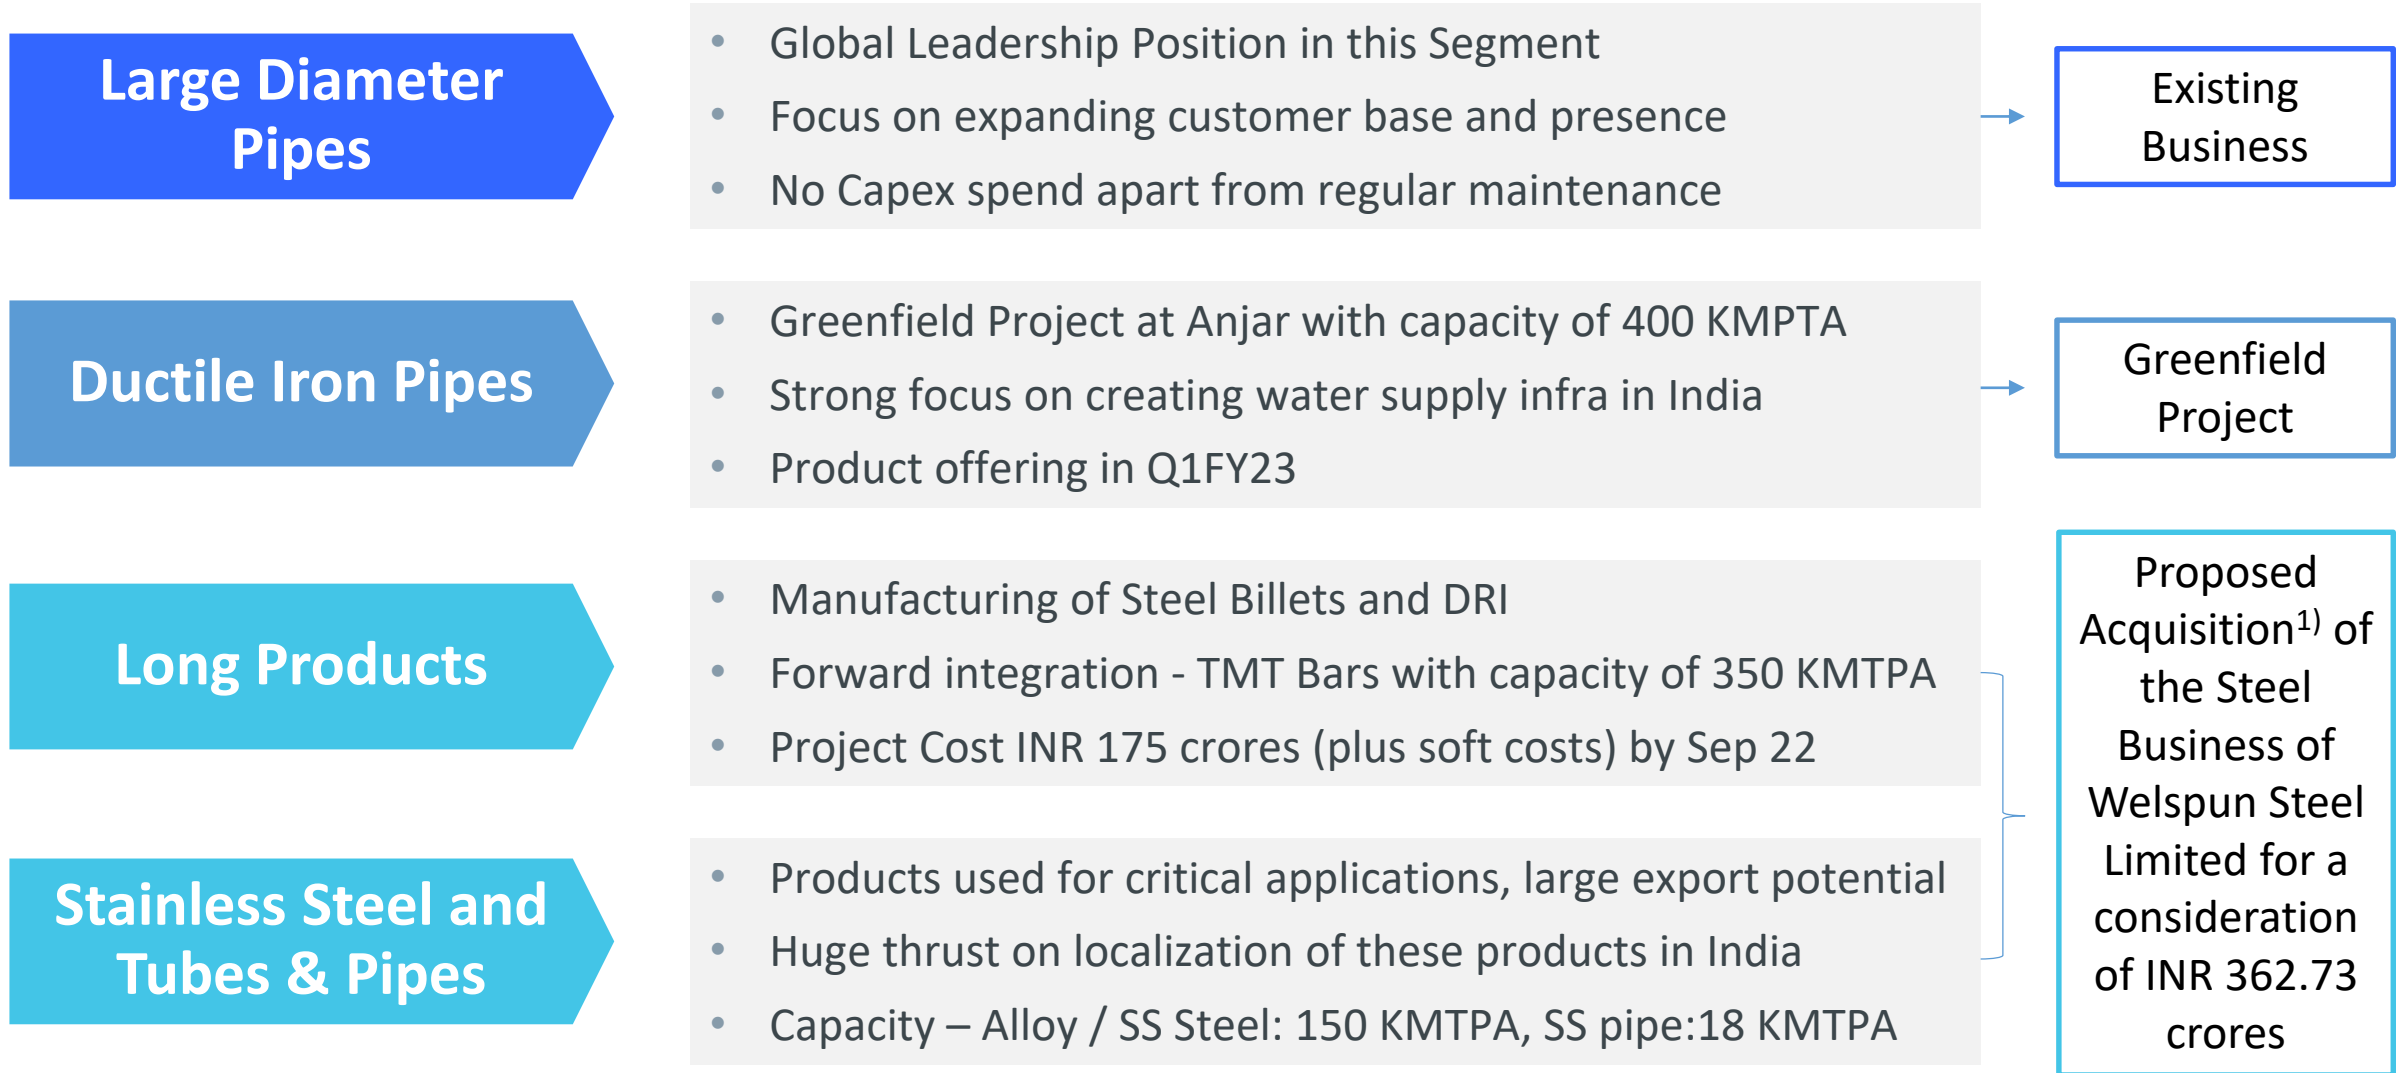 Large Diameter
Pipes
• Global Leadership Position in this Segment
• Focus on expanding customer base and presence
• No Capex spend apart from regular maintenance
Existing
Business
Ductile Iron Pipes
• Greenfield Project at Anjar with capacity of 400 KMPTA
• Strong focus on creating water supply infra in India
• Product offering in Q1FY23
Greenfield
Project
Long Products
• Manufacturing of Steel Billets and DRI
• Forward integration - TMT Bars with capacity of 350 KMTPA
• Project Cost INR 175 crores (plus soft costs) by Sep 22
Stainless Steel and
Tubes & Pipes
• Products used for critical applications, large export potential
• Huge thrust on localization of these products in India
• Capacity – Alloy / SS Steel: 150 KMTPA, SS pipe:18 KMTPA
Proposed
Acquisition1) of
the Steel
Business of
Welspun Steel
Limited for a
consideration
of INR 362.73
crores